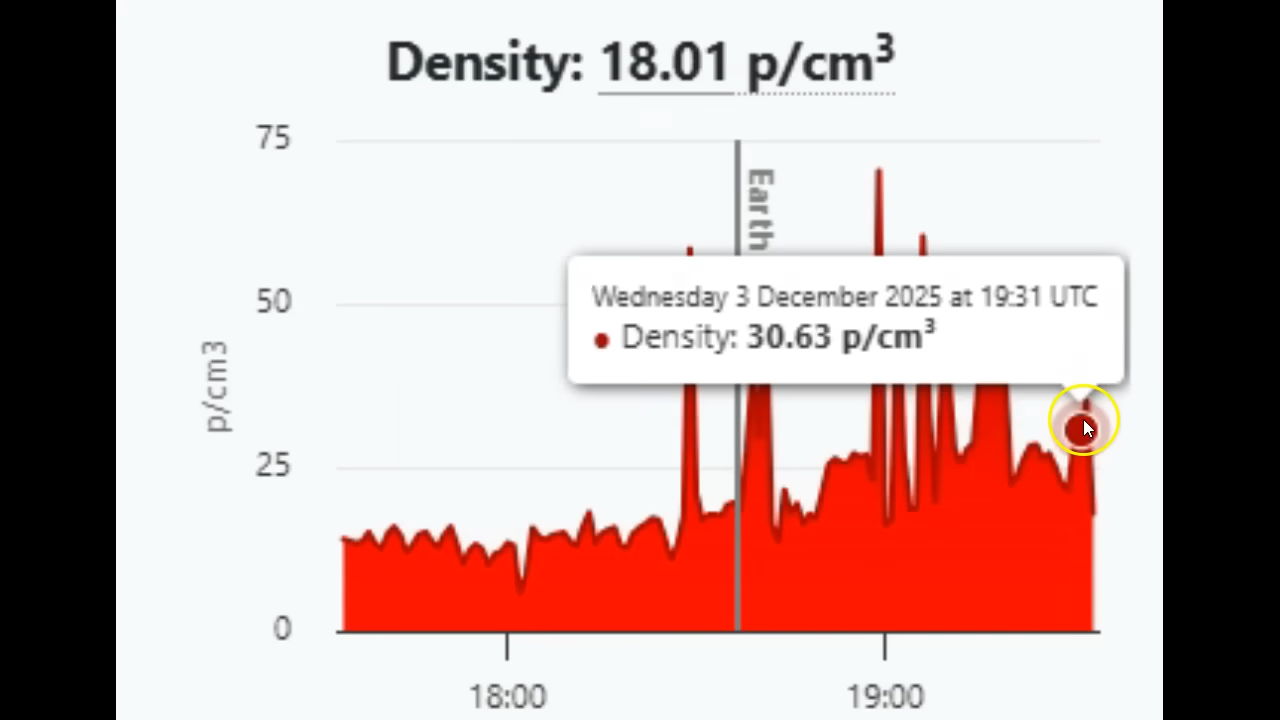 Density: 18.01 p/cm³
75
Earth
Wednesday 3 December 2025 at 19:31 UTC
50
Density: 30.63 p/cm³
p/cm3
25
0
18:00
19:00